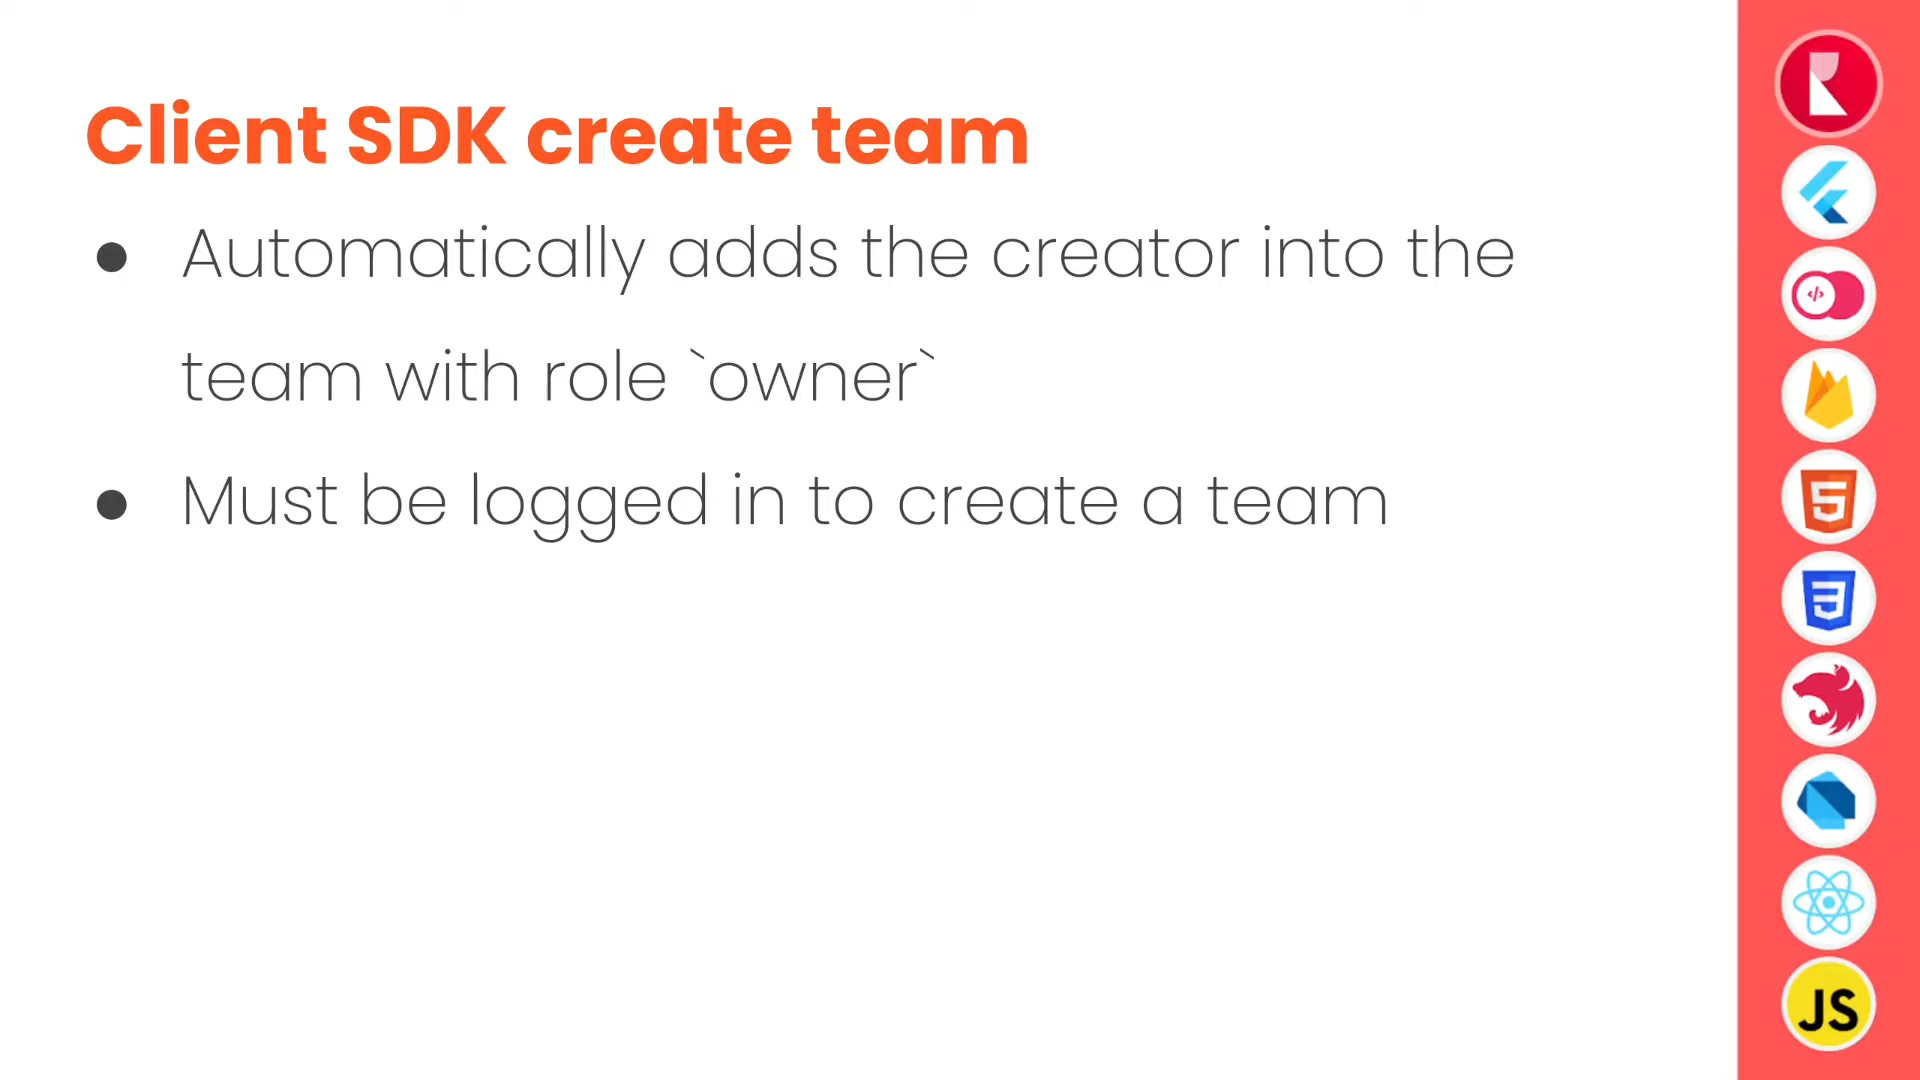 Client SDK create team
● Automatically adds the creator into the
team with role `owner`
● Must be logged in to create a team
</>
JS